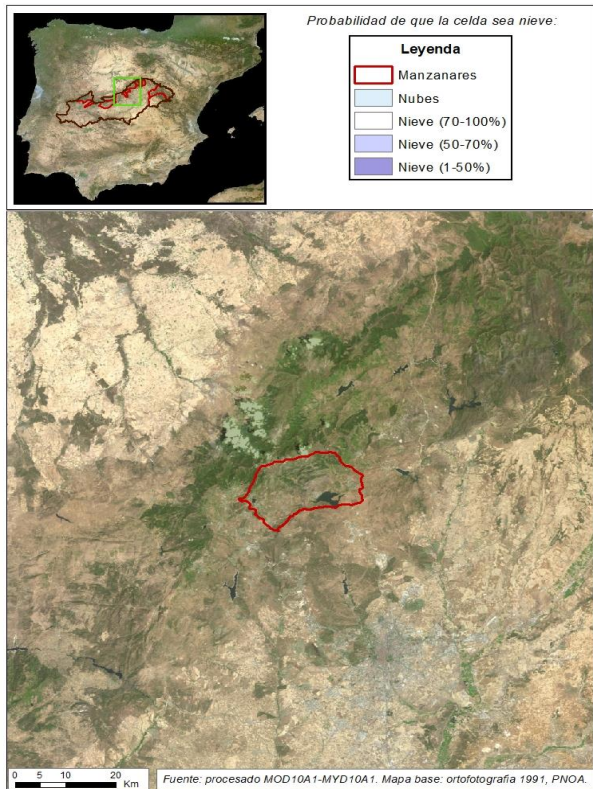 Probabilidad de que la celda sea nieve:
Leyenda
Manzanares
Nubes
Nieve (70-100%)
Nieve (50-70%)
Nieve (1-50%)
0 5 10 20
Km
Fuente: procesado MOD10A1-MYD10A1. Mapa base: ortofotografia 1991, PNOA.